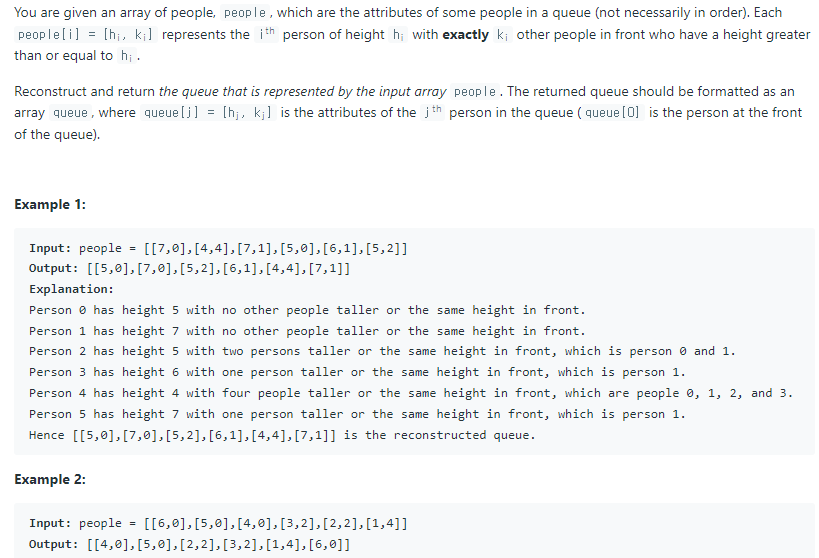 You are given an array of people, people, which are the attributes of some people in a queue (not necessarily in order). Each
people[i] = [hi, ki] represents the ith person of height hi with exactly ki other people in front who have a height greater
than or equal to hi.
Reconstruct and return the queue that is represented by the input array people. The returned queue should be formatted as an
array queue, where queue[j] = [hj, kj] is the attributes of the jth person in the queue (queue[0] is the person at the front
of the queue).
Example 1:
Input: people = [[7,0],[4,4],[7,1],[5,0],[6,1],[5,2]]
Output: [[5,0],[7,0],[5,2],[6,1],[4,4],[7,1]]
Explanation:
Person 0 has height 5 with no other people taller or the same height in front.
Person 1 has height 7 with no other people taller or the same height in front.
Person 2 has height 5 with two persons taller or the same height in front, which is person 0 and 1.
Person 3 has height 6 with one person taller or the same height in front, which is person 1.
Person 4 has height 4 with four people taller or the same height in front, which are people 0, 1, 2, and 3.
Person 5 has height 7 with one person taller or the same height in front, which is person 1.
Hence [[5,0],[7,0],[5,2],[6,1],[4,4],[7,1]] is the reconstructed queue.
Example 2:
Input: people = [[6,0],[5,0],[4,0],[3,2],[2,2],[1,4]]
Output: [[4,0],[5,0],[2,2],[3,2],[1,4],[6,0]]